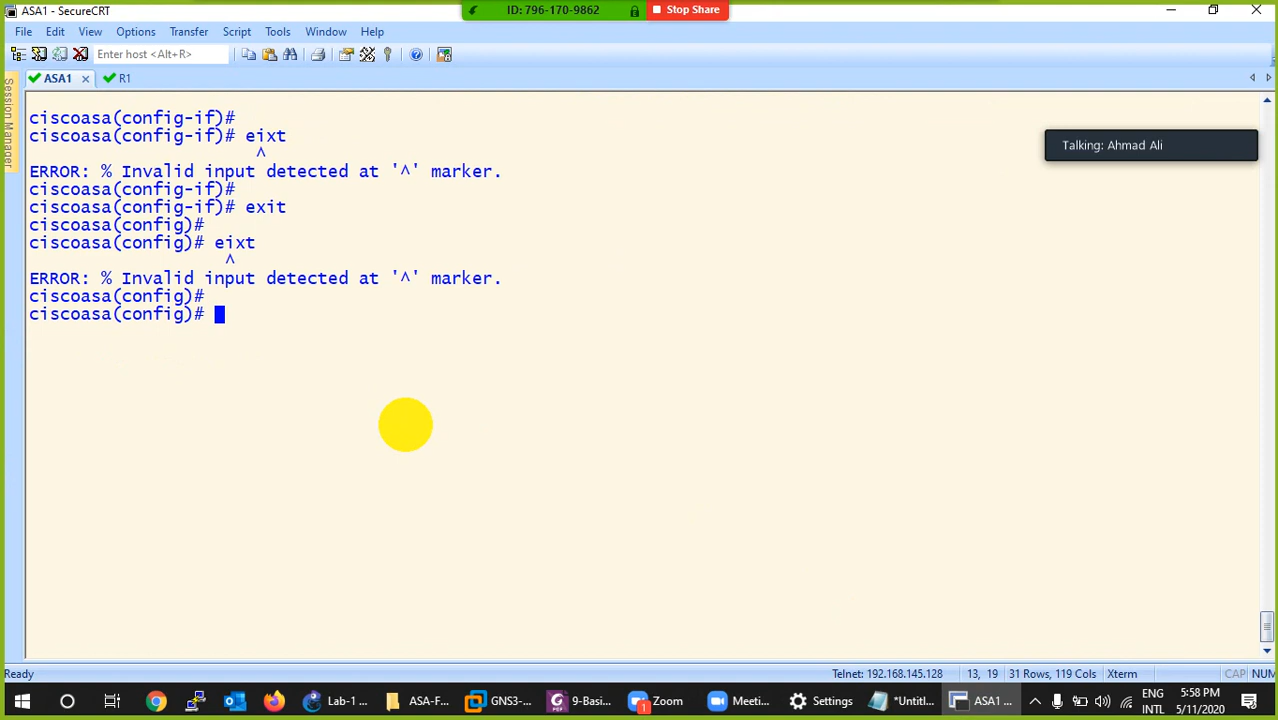 ASA1 - SecureCRT
ID: 796-170-9862
Stop Share
File Edit View Options Transfer Script Tools Window Help
Enter host <Alt+R>
Session Manager
ASA1 R1
ciscoasa(config-if)#
ciscoasa(config-if)# eixt
^
ERROR: % Invalid input detected at '^' marker.
ciscoasa(config-if)#
ciscoasa(config-if)# exit
ciscoasa(config)#
ciscoasa(config)# eixt
^
ERROR: % Invalid input detected at '^' marker.
ciscoasa(config)#
ciscoasa(config)#
Talking: Ahmad Ali
Ready
Telnet: 192.168.145.128 13, 19 31 Rows, 119 Cols Xterm CAP NUM
Lab-1 ... ASA-F... GNS3-... 9-Basi... 1 Zoom Meeti... Settings *Untitl... ASA1 ...
ENG
INTL
5:58 PM
5/11/2020